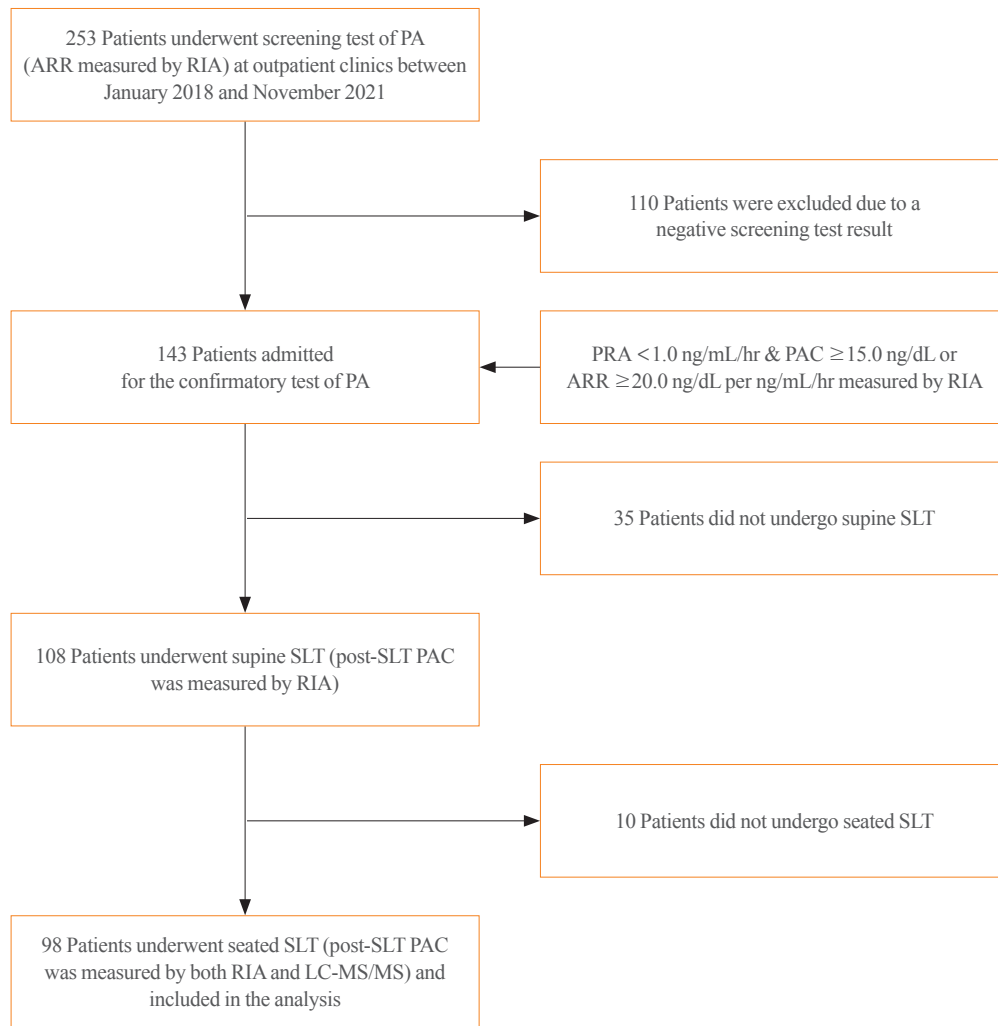 253 Patients underwent screening test of PA
(ARR measured by RIA) at outpatient clinics between
January 2018 and November 2021
110 Patients were excluded due to a
negative screening test result
143 Patients admitted
for the confirmatory test of PA
PRA <1.0 ng/mL/hr & PAC ≥15.0 ng/dL or
ARR ≥20.0 ng/dL per ng/mL/hr measured by RIA
35 Patients did not undergo supine SLT
108 Patients underwent supine SLT (post-SLT PAC
was measured by RIA)
10 Patients did not undergo seated SLT
98 Patients underwent seated SLT (post-SLT PAC
was measured by both RIA and LC-MS/MS) and
included in the analysis